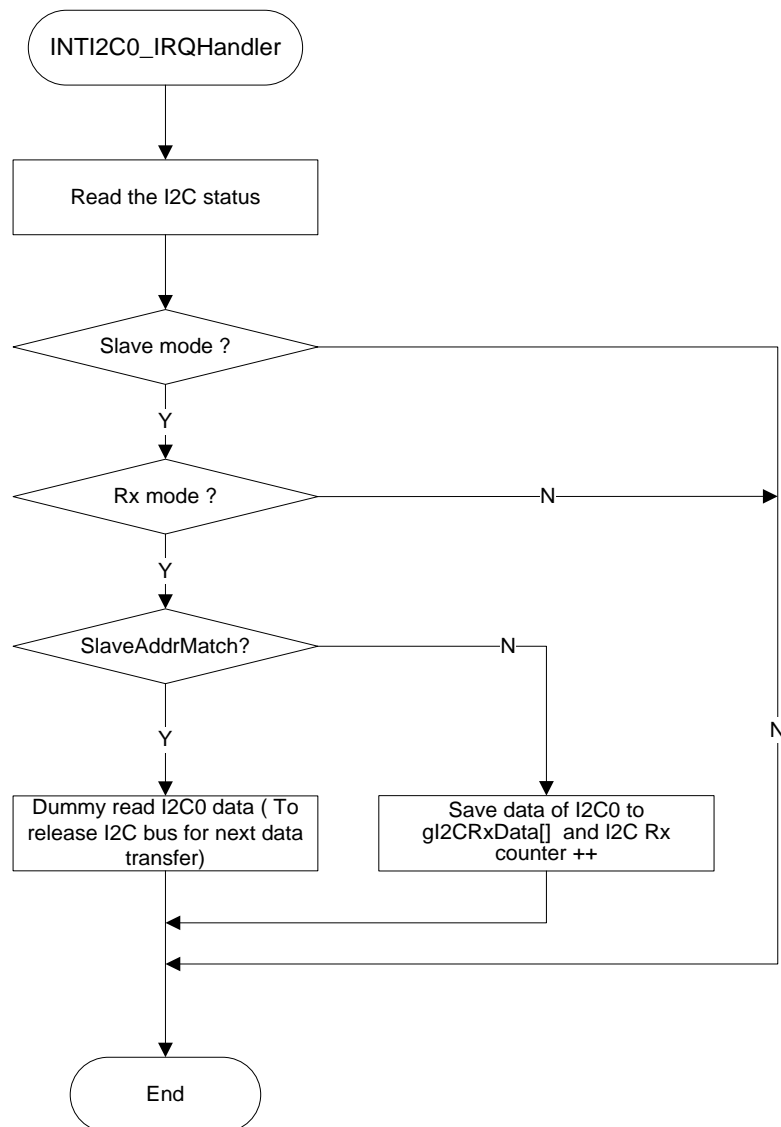 INTI2C0_IRQHandler
Read the I2C status
Slave mode ?
Y
Rx mode ?
N
Y
SlaveAddrMatch?
N
N
Y
Dummy read I2C0 data ( To
release I2C bus for next data
transfer)
Save data of I2C0 to
gI2CRxData[]  and I2C Rx
counter ++
End